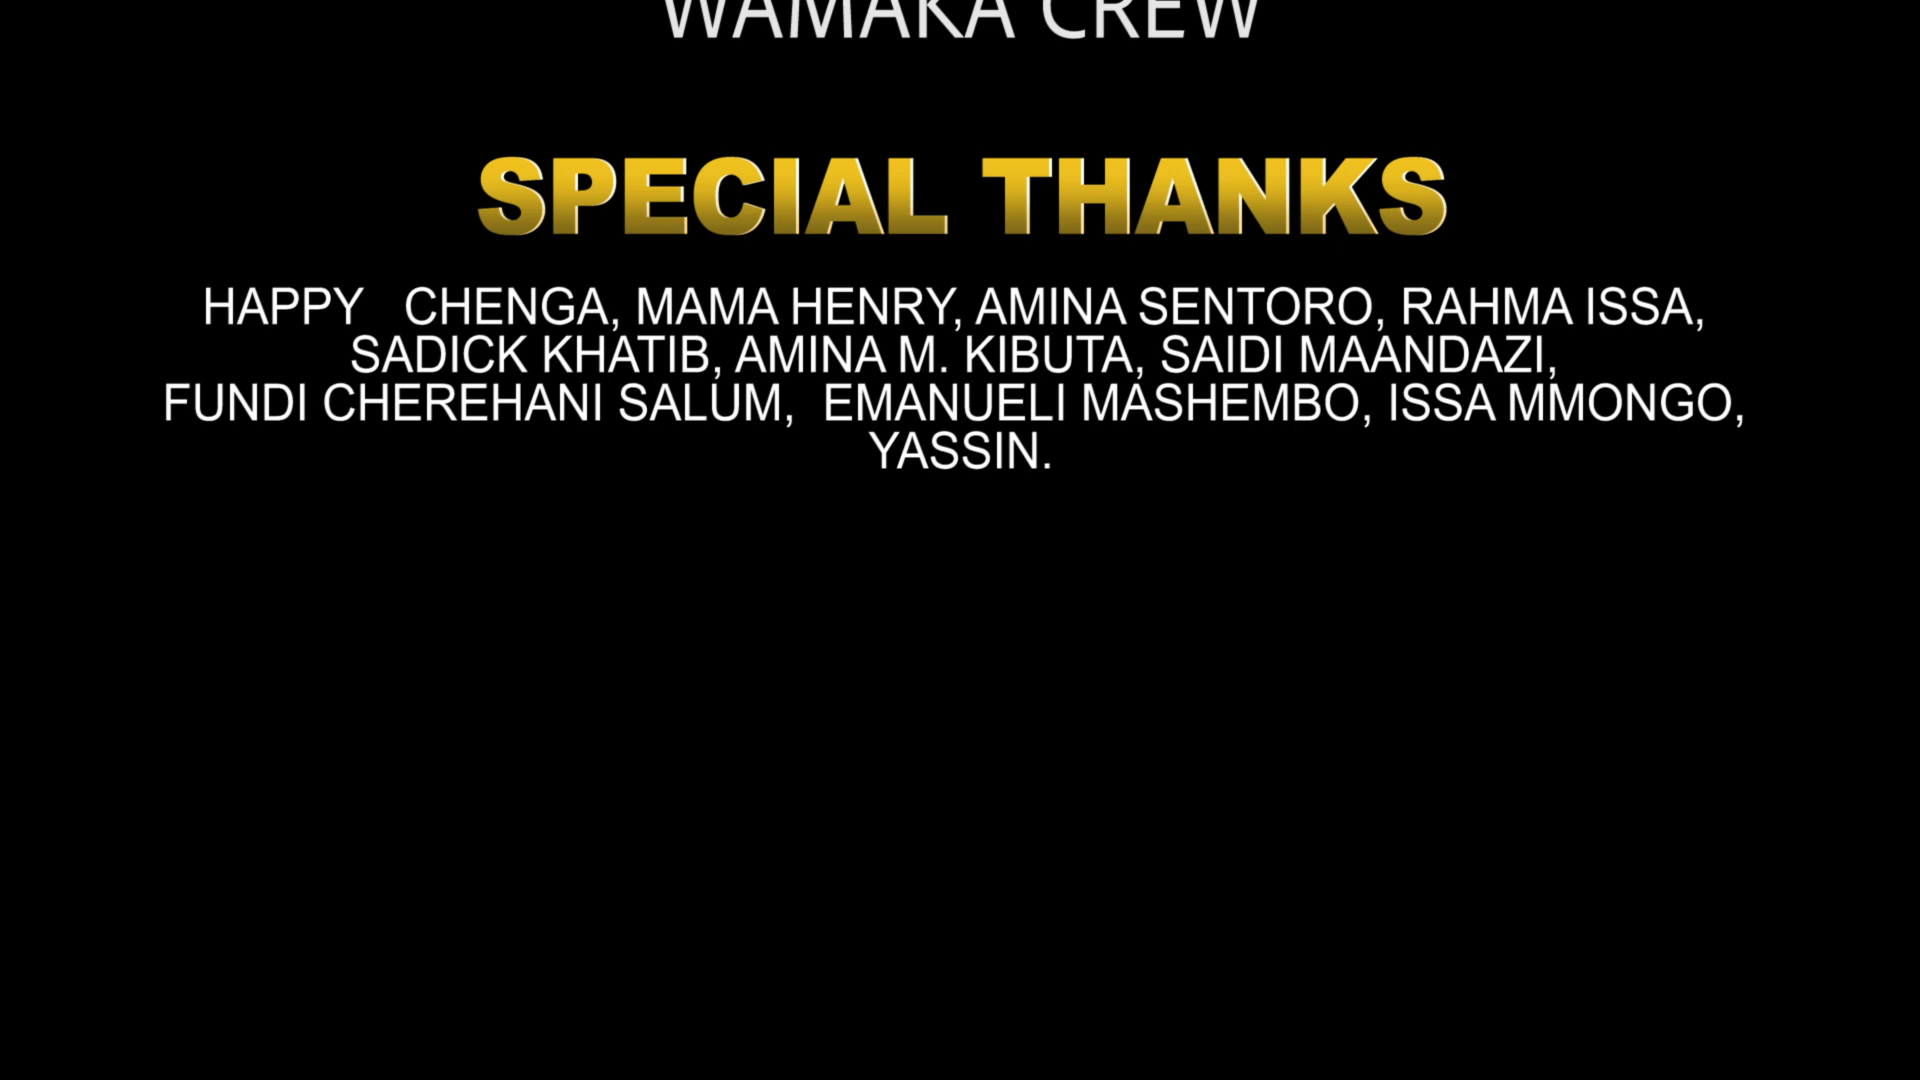 WAMAKA CREW
SPECIAL THANKS
HAPPY CHENGA, MAMA HENRY, AMINA SENTORO, RAHMA ISSA,
SADICK KHATIB, AMINA M. KIBUTA, SAIDI MAANDAZI,
FUNDI CHEREHANI SALUM, EMANUELI MASHEMBO, ISSA MMONGO,
YASSIN.